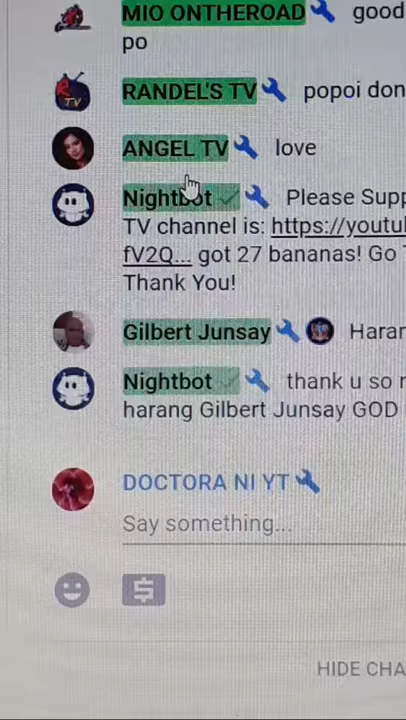 MIO ONTHEROAD good
po
RANDEL'S TV popoi don
ANGEL TV love
Nightbot Please Supp
TV channel is: https://youtu
fV2Q... got 27 bananas! Go
Thank You!
Gilbert Junsay Haran
Nightbot thank u so
harang Gilbert Junsay GOD
DOCTORA NI YT
Say something...
HIDE CHA